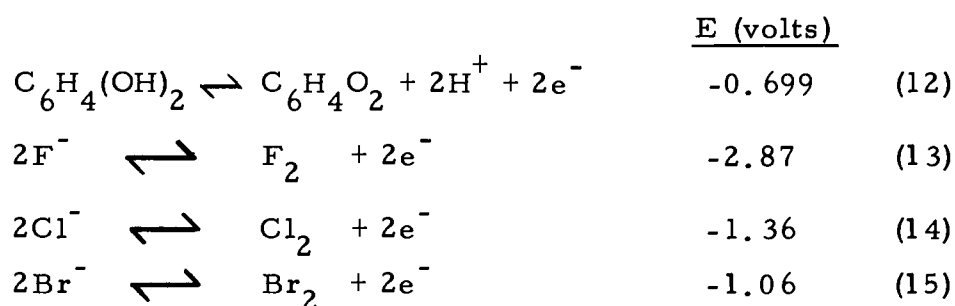 E (volts)
C₆H₄(OH)₂ ⇌ C₆H₄O₂ + 2H⁺ + 2e⁻ -0.699 (12)
2F⁻ ⇌ F₂ + 2e⁻ -2.87 (13)
2Cl⁻ ⇌ Cl₂ + 2e⁻ -1.36 (14)
2Br⁻ ⇌ Br₂ + 2e⁻ -1.06 (15)